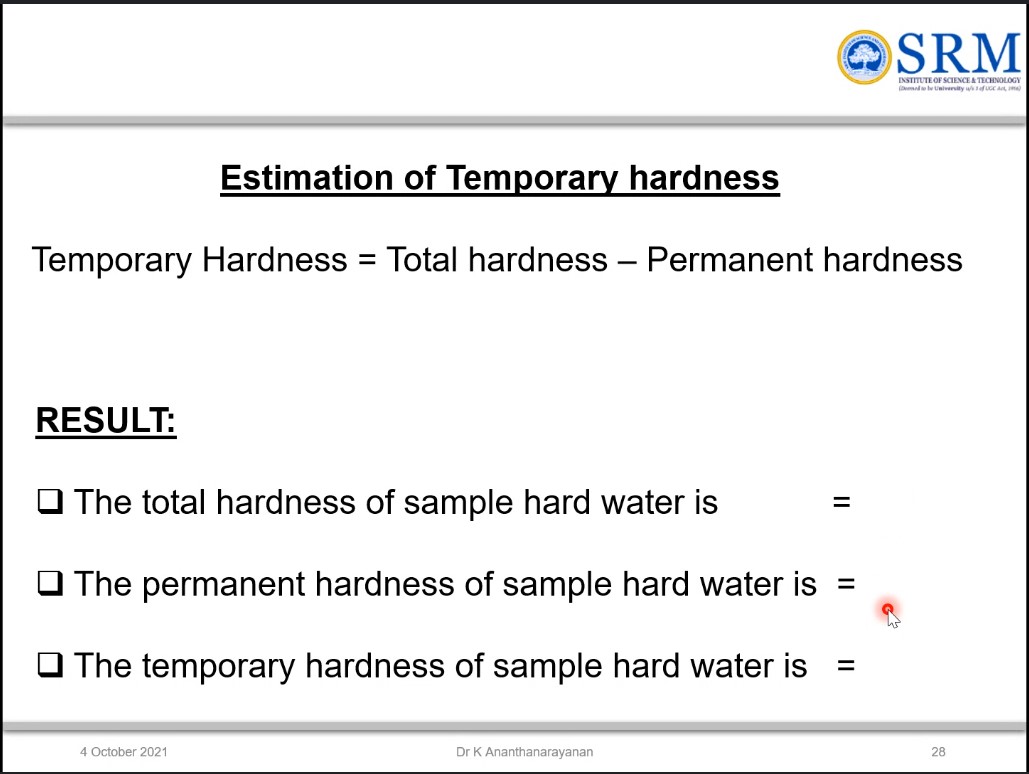 SRM
INSTITUTE OF SCIENCE & TECHNOLOGY
(Deemed to be University u/s 3 of UGC Act, 1956)
Estimation of Temporary hardness
Temporary Hardness = Total hardness – Permanent hardness
RESULT:
❑ The total hardness of sample hard water is =
❑ The permanent hardness of sample hard water is =
❑ The temporary hardness of sample hard water is =
4 October 2021 Dr K Ananthanarayanan 28